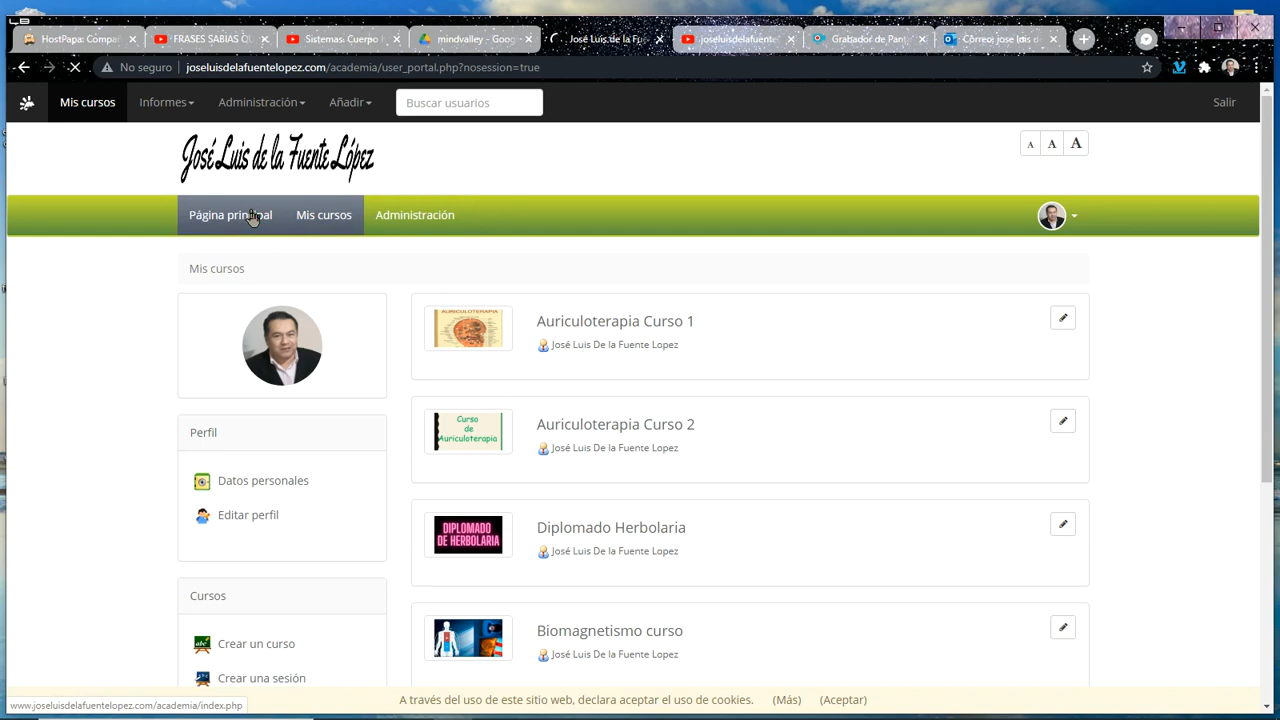 HostPapa: Compa
FRASES SABIAS Q
Sistemas: Cuerpo H
mindvalley - Goog
José Luis de la Fue
joseluisdelafuente
Grabador de Pant
Correo: jose luis d
No seguro
joseluisdelafuentelopez.com/academia/user_portal.php?nosession=true
Mis cursos
Informes
Administración
Añadir
Buscar usuarios
Salir
José Luis de la Fuente López
A A A
Página principal
Mis cursos
Administración
Mis cursos
Auriculoterapia Curso 1
José Luis De la Fuente Lopez
AURICULOTERAPIA
Perfil
Datos personales
Editar perfil
Auriculoterapia Curso 2
José Luis De la Fuente Lopez
Curso
de
Auriculoterapia
Diplomado Herbolaria
José Luis De la Fuente Lopez
DIPLOMADO
DE HERBOLARIA
Cursos
Crear un curso
Crear una sesión
Biomagnetismo curso
José Luis De la Fuente Lopez
A través del uso de este sitio web, declara aceptar el uso de cookies. (Más) (Aceptar)
www.joseluisdelafuentelopez.com/academia/index.php